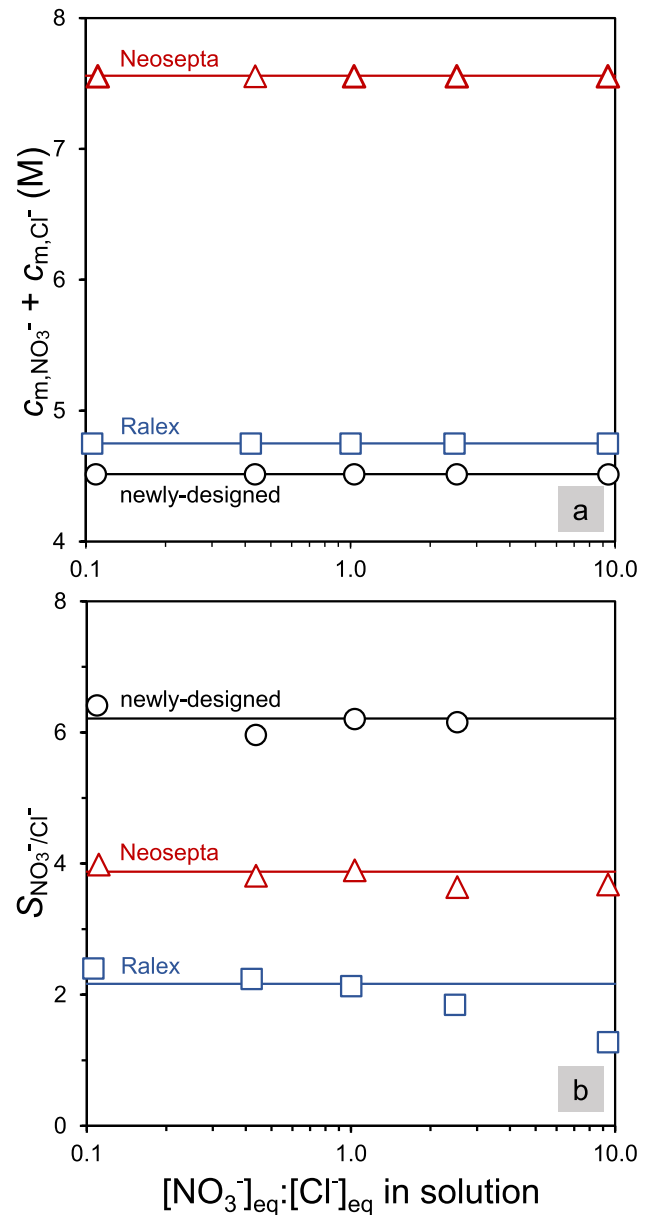 8
7
6
5
4
c_m,NO₃⁻ + c_m,Cl⁻ (M)
Neosepta
Ralex
newly-designed
a
0.1
1.0
10.0
8
6
4
2
0
S_NO₃⁻/Cl⁻
newly-designed
Neosepta
Ralex
b
0.1
1.0
10.0
[NO₃⁻]eq:[Cl⁻]eq in solution